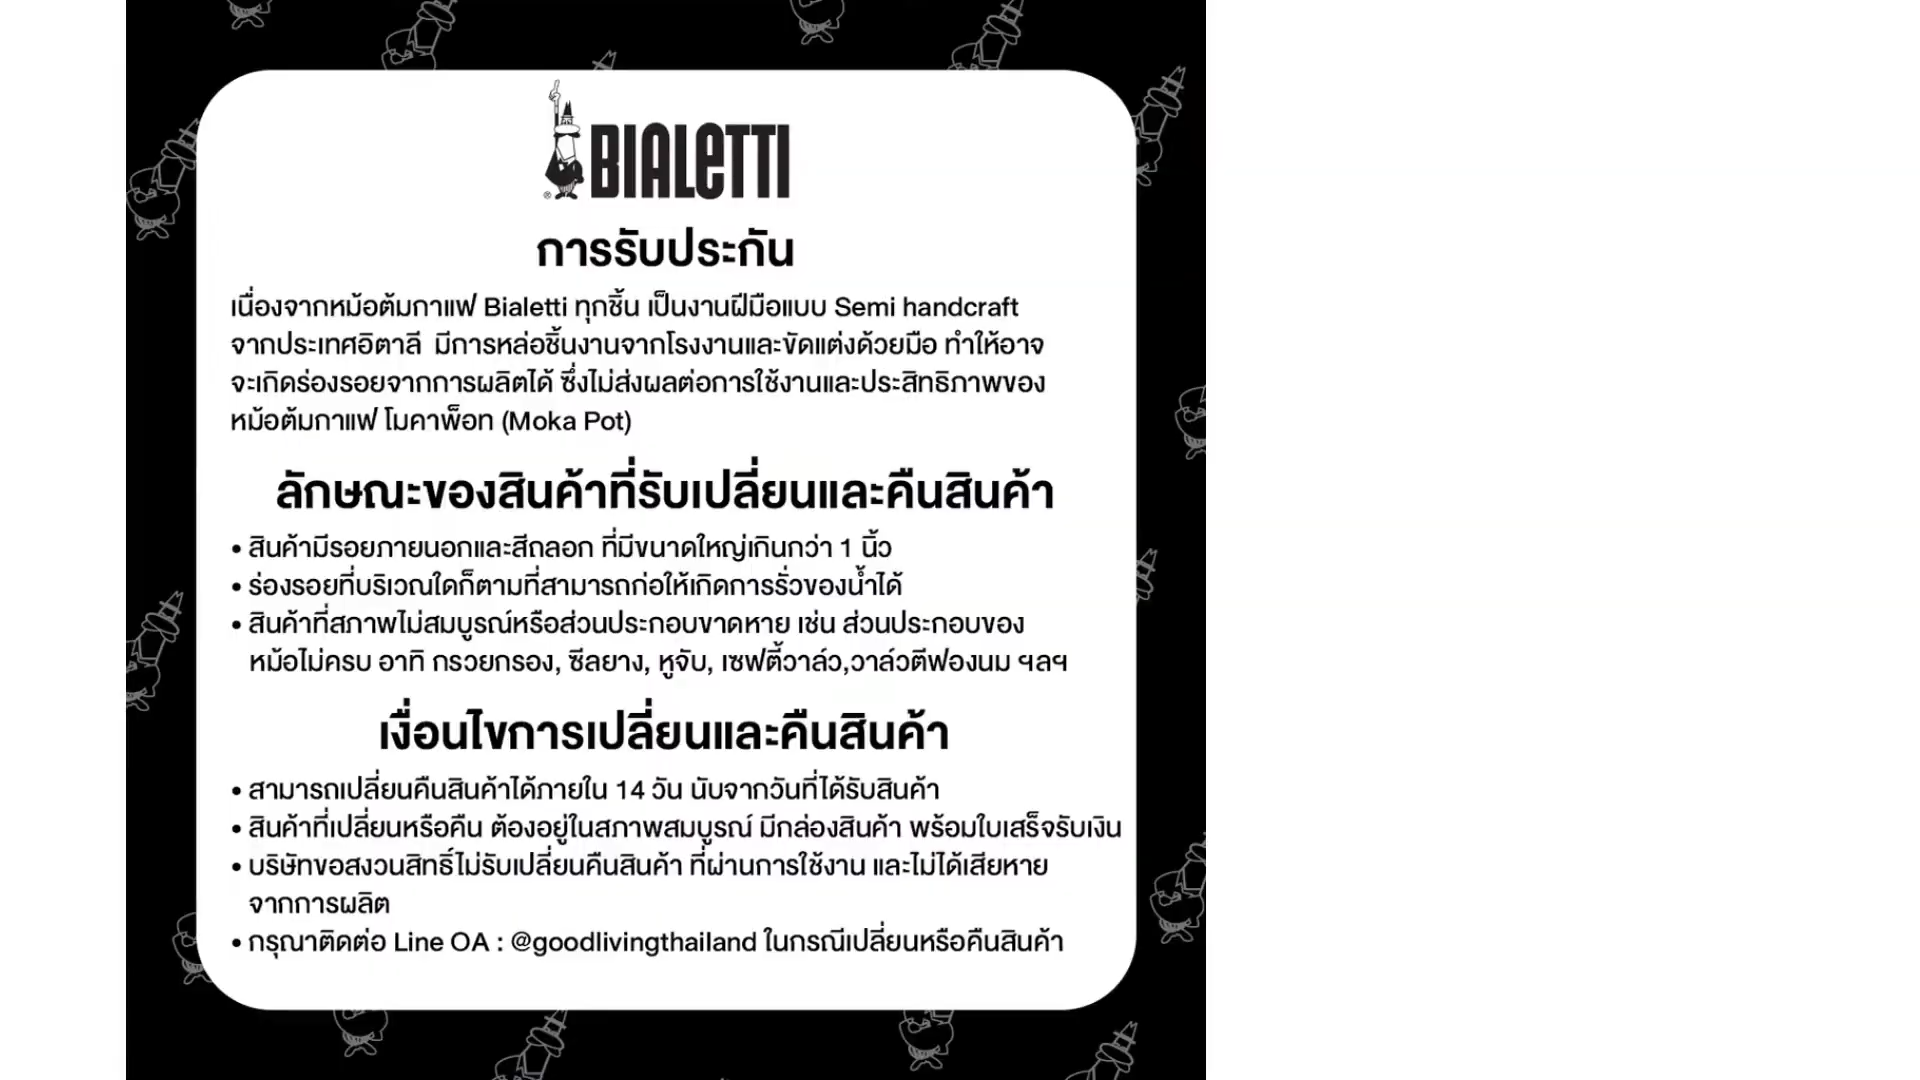 BIALETTI
การรับประกัน
เนื่องจากหม้อต้มกาแฟ Bialetti ทุกชิ้น เป็นงานฝีมือแบบ Semi handcraft
จากประเทศอิตาลี มีการหล่อชิ้นงานจากโรงงานและขัดแต่งด้วยมือ ทำให้อาจ
จะเกิดร่องรอยจากการผลิตได้ ซึ่งไม่ส่งผลต่อการใช้งานและประสิทธิภาพของ
หม้อต้มกาแฟ โมคาพ็อท (Moka Pot)
ลักษณะของสินค้าที่รับเปลี่ยนและคืนสินค้า
• สินค้ามีรอยภายนอกและสีถลอก ที่มีขนาดใหญ่เกินกว่า 1 นิ้ว
• ร่องรอยที่บริเวณใดก็ตามที่สามารถก่อให้เกิดการรั่วของน้ำได้
• สินค้าที่สภาพไม่สมบูรณ์หรือส่วนประกอบขาดหาย เช่น ส่วนประกอบของ
หม้อไม่ครบ อาทิ กรวยกรอง, ซีลยาง, หูจับ, เซฟตี้วาล์ว,วาล์วตีฟองนม ฯลฯ
เงื่อนไขการเปลี่ยนและคืนสินค้า
• สามารถเปลี่ยนคืนสินค้าได้ภายใน 14 วัน นับจากวันที่ได้รับสินค้า
• สินค้าที่เปลี่ยนหรือคืน ต้องอยู่ในสภาพสมบูรณ์ มีกล่องสินค้า พร้อมใบเสร็จรับเงิน
• บริษัทขอสงวนสิทธิ์ไม่รับเปลี่ยนคืนสินค้า ที่ผ่านการใช้งาน และไม่ได้เสียหาย
จากการผลิต
• กรุณาติดต่อ Line OA : @goodlivingthailand ในกรณีเปลี่ยนหรือคืนสินค้า